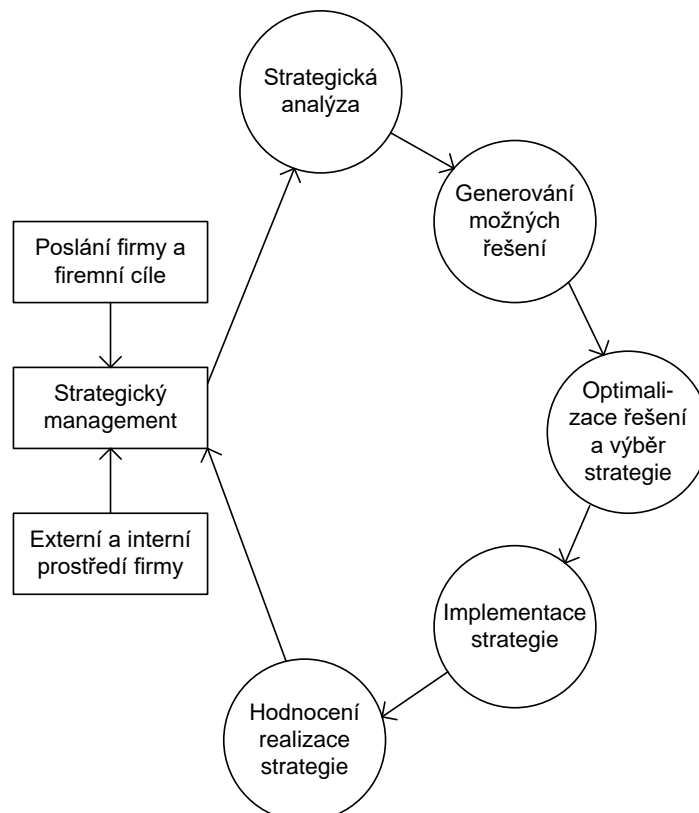 Strategická
analýza
Generování
možných
řešení
Poslání firmy a
firemní cíle
Strategický
management
Optimali-
zace řešení
a výběr
strategie
Externí a interní
prostředí firmy
Implementace
strategie
Hodnocení
realizace
strategie